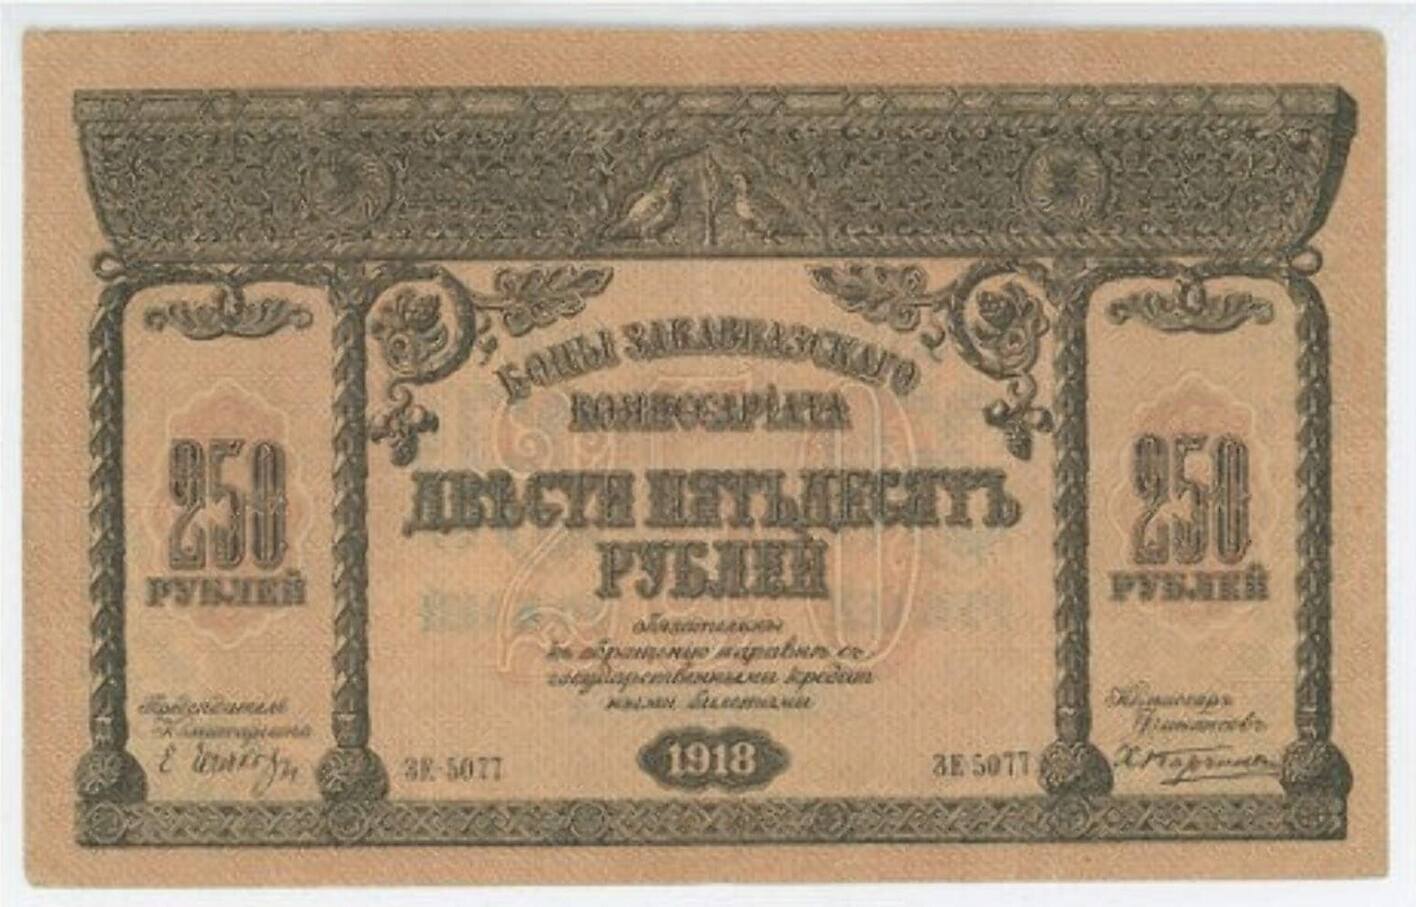 БОНЫ ЗАКАВКАЗСКАГО
КОМИССАРІАТА
ДВѢСТИ ПЯТЬДЕСЯТЪ
РУБЛЕЙ
250
РУБЛЕЙ
250
РУБЛЕЙ
обязательны
къ обращенію наравнѣ съ
государственными кредит
ными билетами
Предсѣдатель
Комиссаріата
Комиссаръ
Финансовъ
ЗЕ-5077
1918
ЗЕ-5077